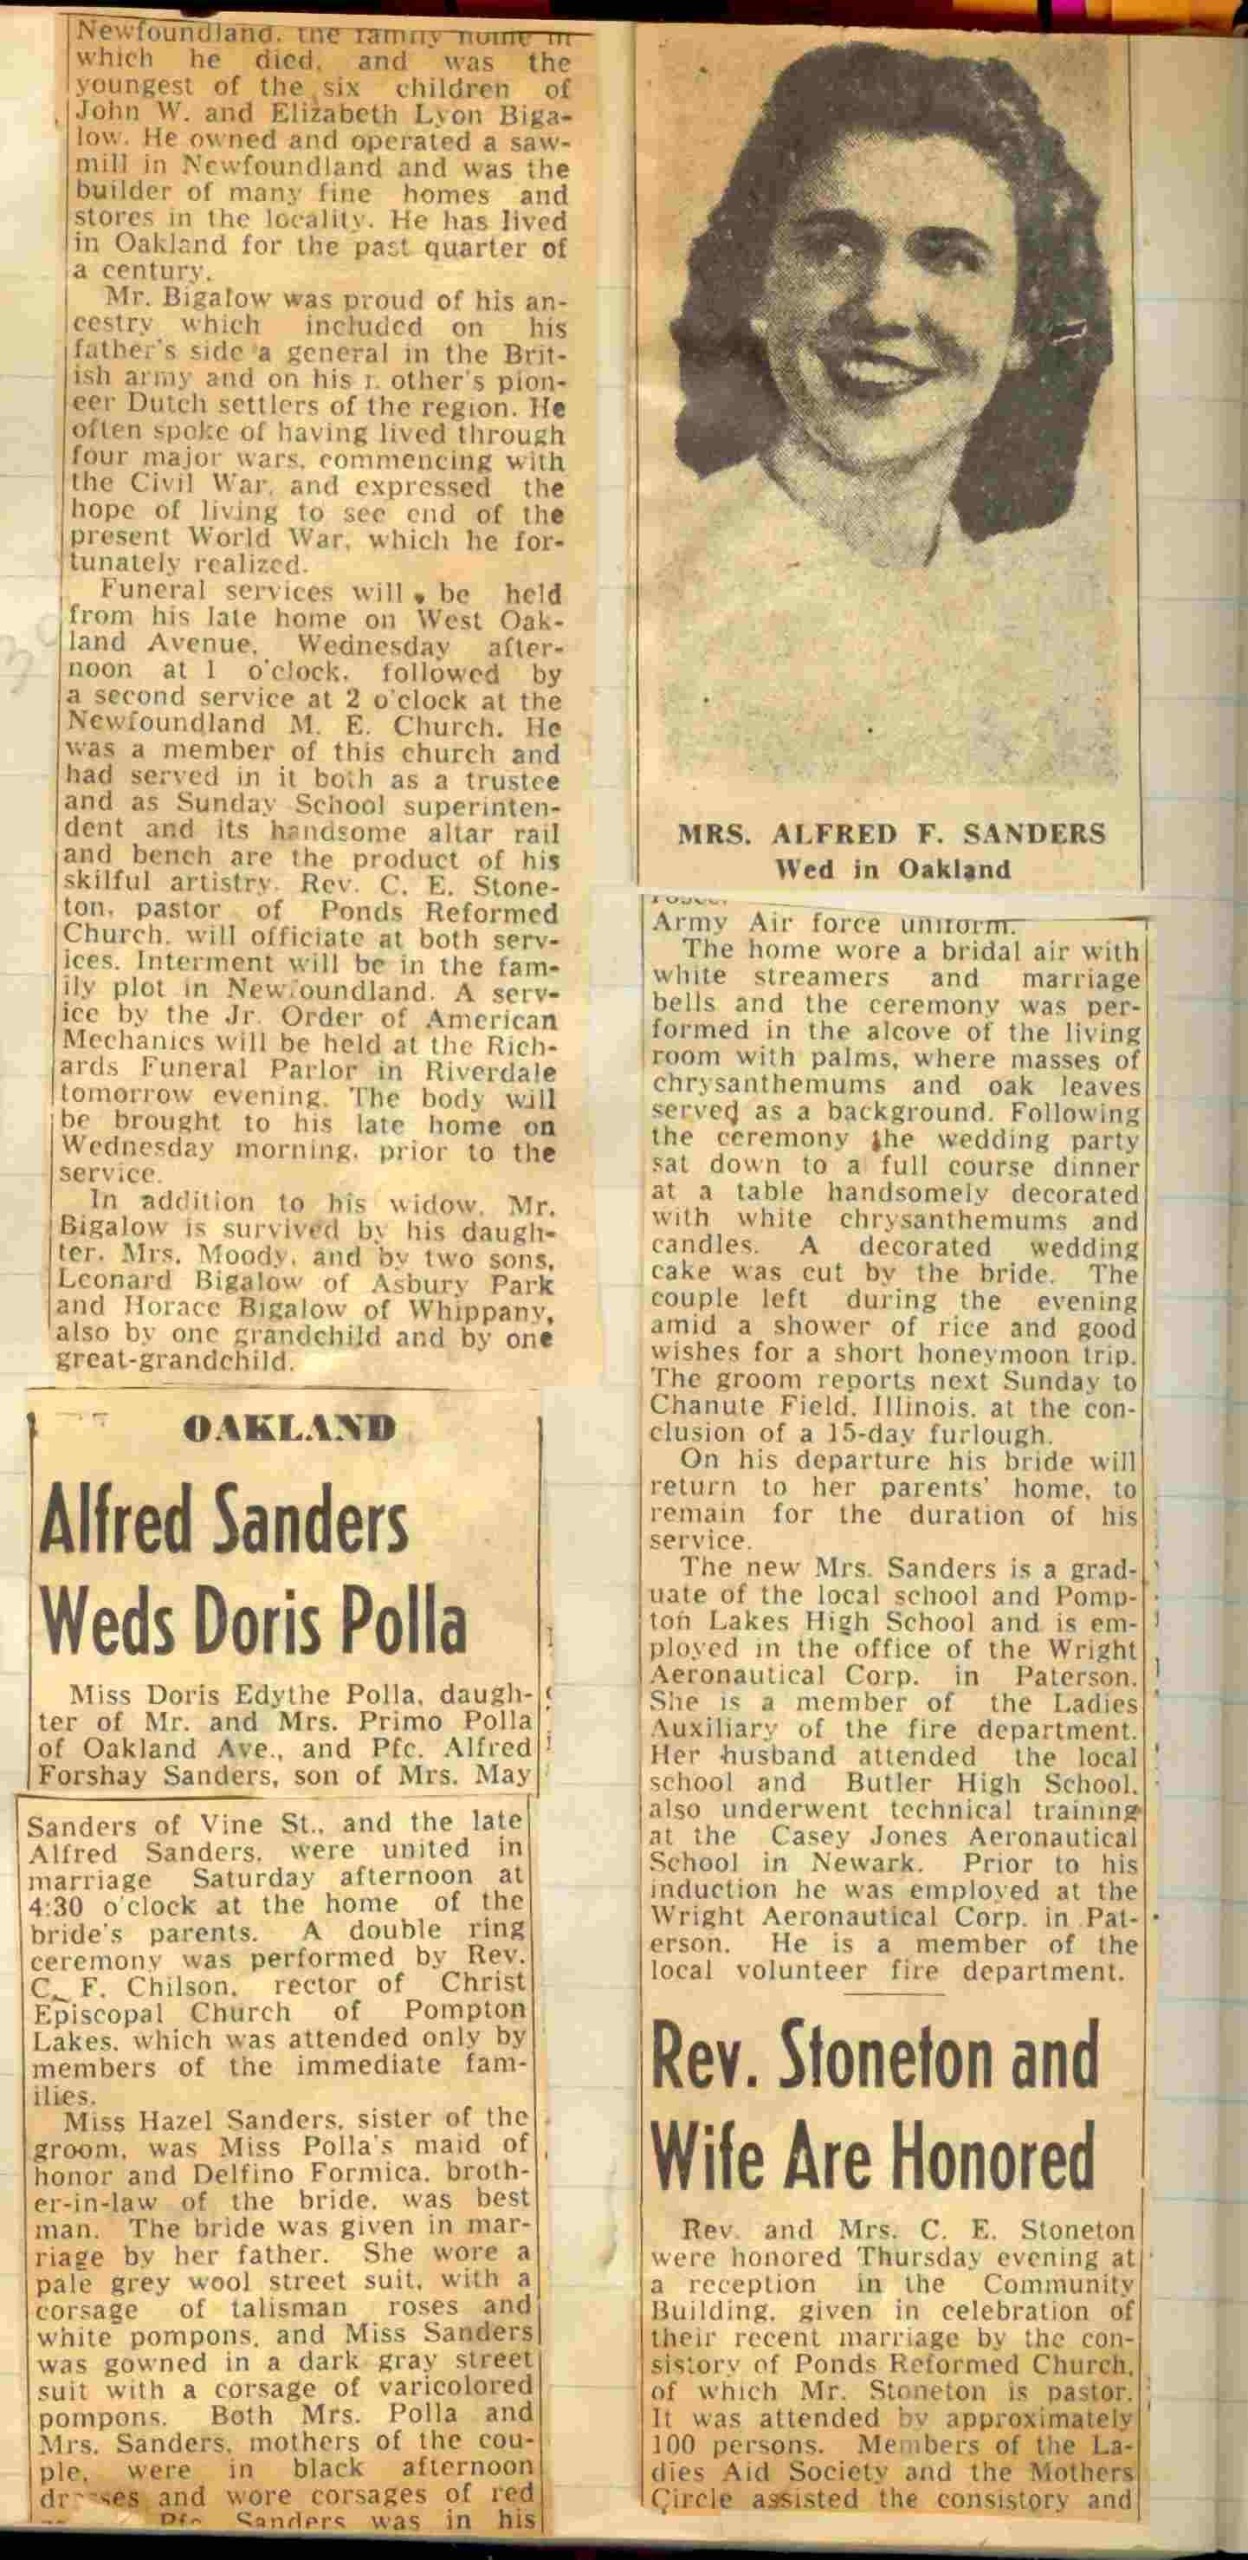 Newfoundland, the family home in
which he died, and was the
youngest of the six children of
John W. and Elizabeth Lyon Biga-
low. He owned and operated a saw-
mill in Newfoundland and was the
builder of many fine homes and
stores in the locality. He has lived
in Oakland for the past quarter of
a century.
Mr. Bigalow was proud of his an-
cestry which included on his
father's side a general in the Brit-
ish army and on his r. other's pion-
eer Dutch settlers of the region. He
often spoke of having lived through
four major wars, commencing with
the Civil War, and expressed the
hope of living to see end of the
present World War, which he for-
tunately realized.
Funeral services will be held
from his late home on West Oak-
land Avenue, Wednesday after-
noon at 1 o'clock, followed by
a second service at 2 o'clock at the
Newfoundland M. E. Church. He
was a member of this church and
had served in it both as a trustee
and as Sunday School superinten-
dent and its handsome altar rail
and bench are the product of his
skilful artistry. Rev. C. E. Stone-
ton, pastor of Ponds Reformed
Church, will officiate at both serv-
ices. Interment will be in the fam-
ily plot in Newfoundland. A serv-
ice by the Jr. Order of American
Mechanics will be held at the Rich-
ards Funeral Parlor in Riverdale
tomorrow evening. The body will
be brought to his late home on
Wednesday morning, prior to the
service.
In addition to his widow, Mr.
Bigalow is survived by his daugh-
ter, Mrs. Moody, and by two sons,
Leonard Bigalow of Asbury Park
and Horace Bigalow of Whippany,
also by one grandchild and by one
great-grandchild.
OAKLAND
Alfred Sanders
Weds Doris Polla
Miss Doris Edythe Polla, daugh-
ter of Mr. and Mrs. Primo Polla
of Oakland Ave., and Pfc. Alfred
Forshay Sanders, son of Mrs. May
Sanders of Vine St., and the late
Alfred Sanders, were united in
marriage Saturday afternoon at
4:30 o'clock at the home of the
bride's parents. A double ring
ceremony was performed by Rev.
C. F. Chilson, rector of Christ
Episcopal Church of Pompton
Lakes, which was attended only by
members of the immediate fam-
ilies.
Miss Hazel Sanders, sister of the
groom, was Miss Polla's maid of
honor and Delfino Formica, broth-
er-in-law of the bride, was best
man. The bride was given in mar-
riage by her father. She wore a
pale grey wool street suit, with a
corsage of talisman roses and
white pompons, and Miss Sanders
was gowned in a dark gray street
suit with a corsage of varicolored
pompons. Both Mrs. Polla and
Mrs. Sanders, mothers of the cou-
ple, were in black afternoon
dresses and wore corsages of red
Pfc. Sanders was in his
MRS. ALFRED F. SANDERS
Wed in Oakland
Army Air force uniform.
The home wore a bridal air with
white streamers and marriage
bells and the ceremony was per-
formed in the alcove of the living
room with palms, where masses of
chrysanthemums and oak leaves
served as a background. Following
the ceremony the wedding party
sat down to a full course dinner
at a table handsomely decorated
with white chrysanthemums and
candles. A decorated wedding
cake was cut by the bride. The
couple left during the evening
amid a shower of rice and good
wishes for a short honeymoon trip.
The groom reports next Sunday to
Chanute Field, Illinois, at the con-
clusion of a 15-day furlough.
On his departure his bride will
return to her parents' home, to
remain for the duration of his
service.
The new Mrs. Sanders is a grad-
uate of the local school and Pomp-
ton Lakes High School and is em-
ployed in the office of the Wright
Aeronautical Corp. in Paterson.
She is a member of the Ladies
Auxiliary of the fire department.
Her husband attended the local
school and Butler High School,
also underwent technical training
at the Casey Jones Aeronautical
School in Newark. Prior to his
induction he was employed at the
Wright Aeronautical Corp. in Pat-
erson. He is a member of the
local volunteer fire department.
Rev. Stoneton and
Wife Are Honored
Rev. and Mrs. C. E. Stoneton
were honored Thursday evening at
a reception in the Community
Building, given in celebration of
their recent marriage by the con-
sistory of Ponds Reformed Church,
of which Mr. Stoneton is pastor.
It was attended by approximately
100 persons. Members of the La-
dies Aid Society and the Mothers
Circle assisted the consistory and